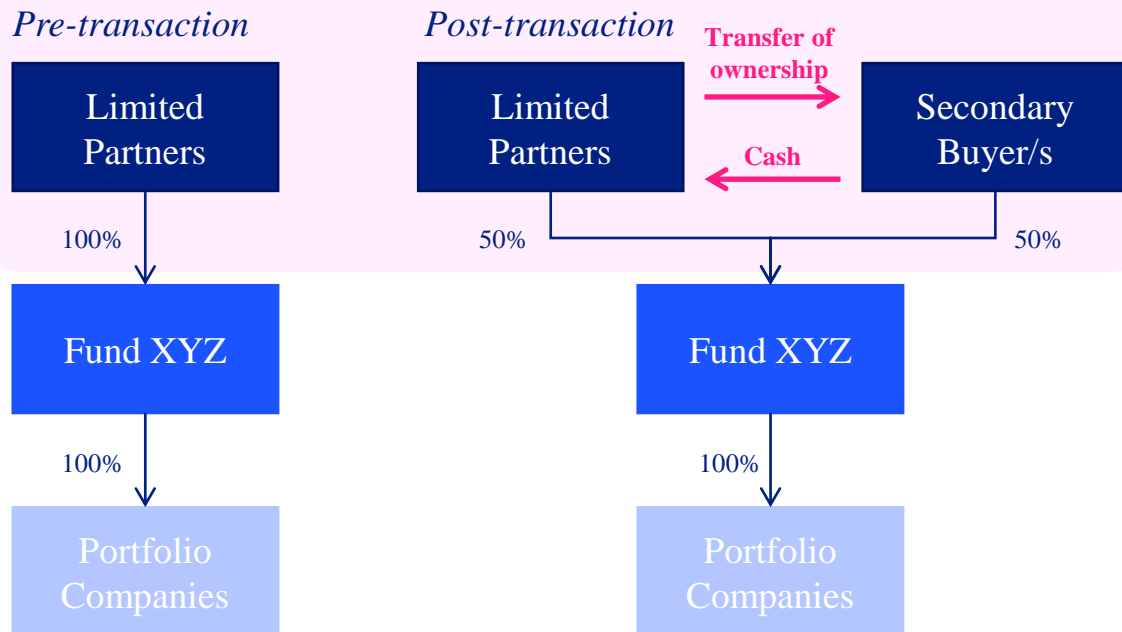 Pre-transaction
Post-transaction
Transfer of
ownership
Limited
Partners
Limited
Partners
Secondary
Buyer/s
Cash
100%
50%
50%
Fund XYZ
Fund XYZ
100%
100%
Portfolio
Companies
Portfolio
Companies